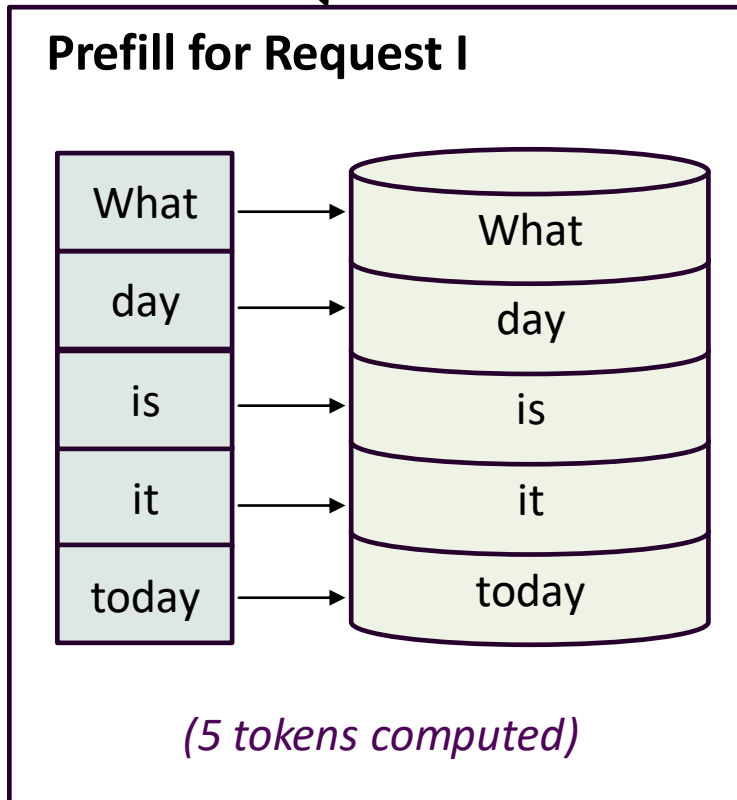 Prefill for Request I
What
What
day
day
is
is
it
it
today
today
(5 tokens computed)